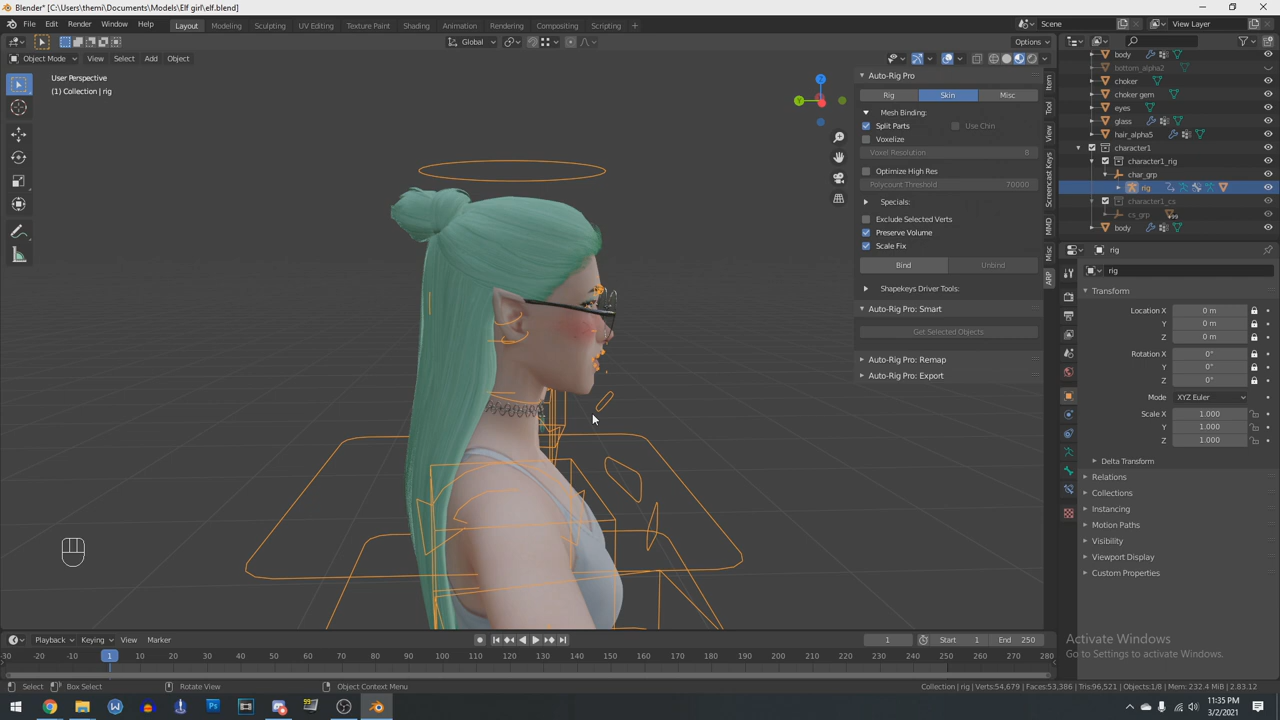 Blender* [C:\Users\themi\Documents\Models\Elf girl\elf.blend]
File Edit Render Window Help Layout Modeling Sculpting UV Editing Texture Paint Shading Animation Rendering Compositing Scripting Scene View Layer
Global Options
Object Mode View Select Add Object
User Perspective
(1) Collection | rig
Z
Y
Auto-Rig Pro
Rig Skin Misc
Mesh Binding:
Split Parts Use Chin
Voxelize
Voxel Resolution 8
Optimize High Res
Polycount Threshold 70000
Specials:
Exclude Selected Verts
Preserve Volume
Scale Fix
Bind Unbind
Shapekeys Driver Tools:
Auto-Rig Pro: Smart
Get Selected Objects
Auto-Rig Pro: Remap
Auto-Rig Pro: Export
Item
Tool
View
Screencast Keys
MMD
Misc
ARP
body
bottom_alpha2
choker
choker gem
eyes
glass
hair_alpha5
character1
character1_rig
char_grp
rig
character1_cs
cs_grp
body
rig
rig
Transform
Location X 0 m
Y 0 m
Z 0 m
Rotation X 0°
Y 0°
Z 0°
Mode XYZ Euler
Scale X 1.000
Y 1.000
Z 1.000
Delta Transform
Relations
Collections
Instancing
Motion Paths
Visibility
Viewport Display
Custom Properties
Activate Windows
Go to Settings to activate Windows.
Playback Keying View Marker 1 Start 1 End 250
-30 -20 -10 1 10 20 30 40 50 60 70 80 90 100 110 120 130 140 150 160 170 180 190 200 210 220 230 240 250 260 270 280
Select Box Select Rotate View Object Context Menu Collection | rig | Verts:54,679 | Faces:53,386 | Tris:96,521 | Objects:1/8 | Mem: 232.4 MiB | 2.83.12
11:35 PM
3/2/2021